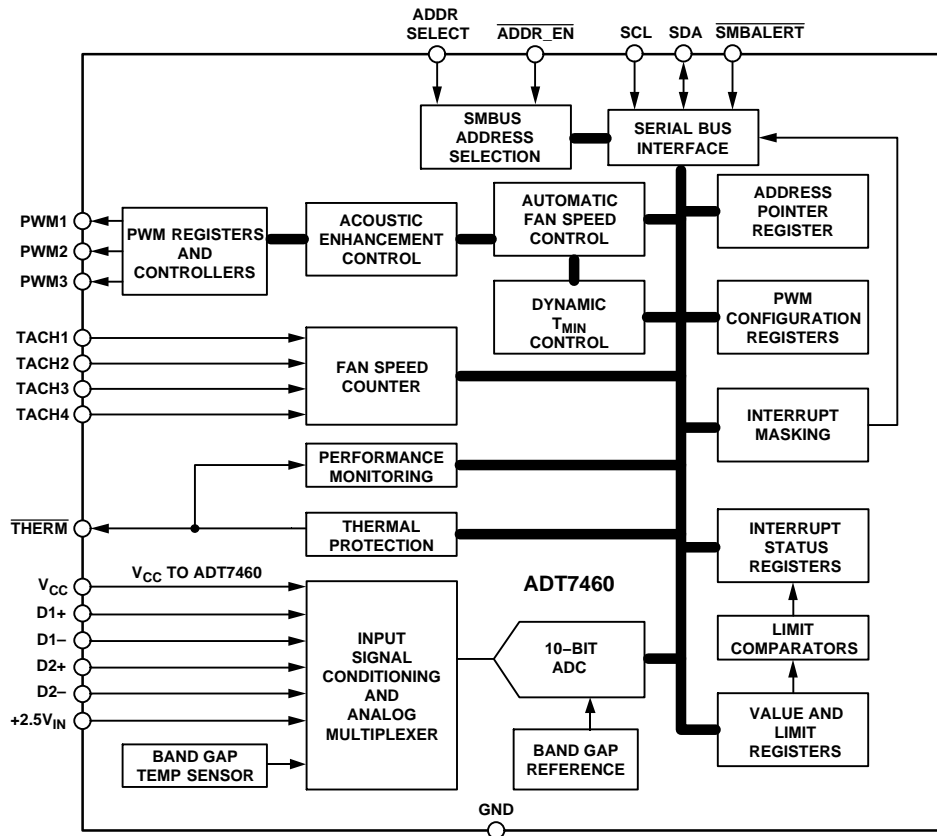 ADDR
SELECT
ADDR_EN
SCL
SDA
SMBALERT
SMBUS
ADDRESS
SELECTION
SERIAL BUS
INTERFACE
PWM1
PWM2
PWM3
PWM REGISTERS
AND
CONTROLLERS
ACOUSTIC
ENHANCEMENT
CONTROL
AUTOMATIC
FAN SPEED
CONTROL
ADDRESS
POINTER
REGISTER
DYNAMIC
TMIN
CONTROL
PWM
CONFIGURATION
REGISTERS
TACH1
TACH2
TACH3
TACH4
FAN SPEED
COUNTER
INTERRUPT
MASKING
PERFORMANCE
MONITORING
THERM
THERMAL
PROTECTION
INTERRUPT
STATUS
REGISTERS
VCC
VCC TO ADT7460
ADT7460
D1+
D1−
D2+
D2−
+2.5VIN
INPUT
SIGNAL
CONDITIONING
AND
ANALOG
MULTIPLEXER
10−BIT
ADC
LIMIT
COMPARATORS
VALUE AND
LIMIT
REGISTERS
BAND GAP
TEMP SENSOR
BAND GAP
REFERENCE
GND